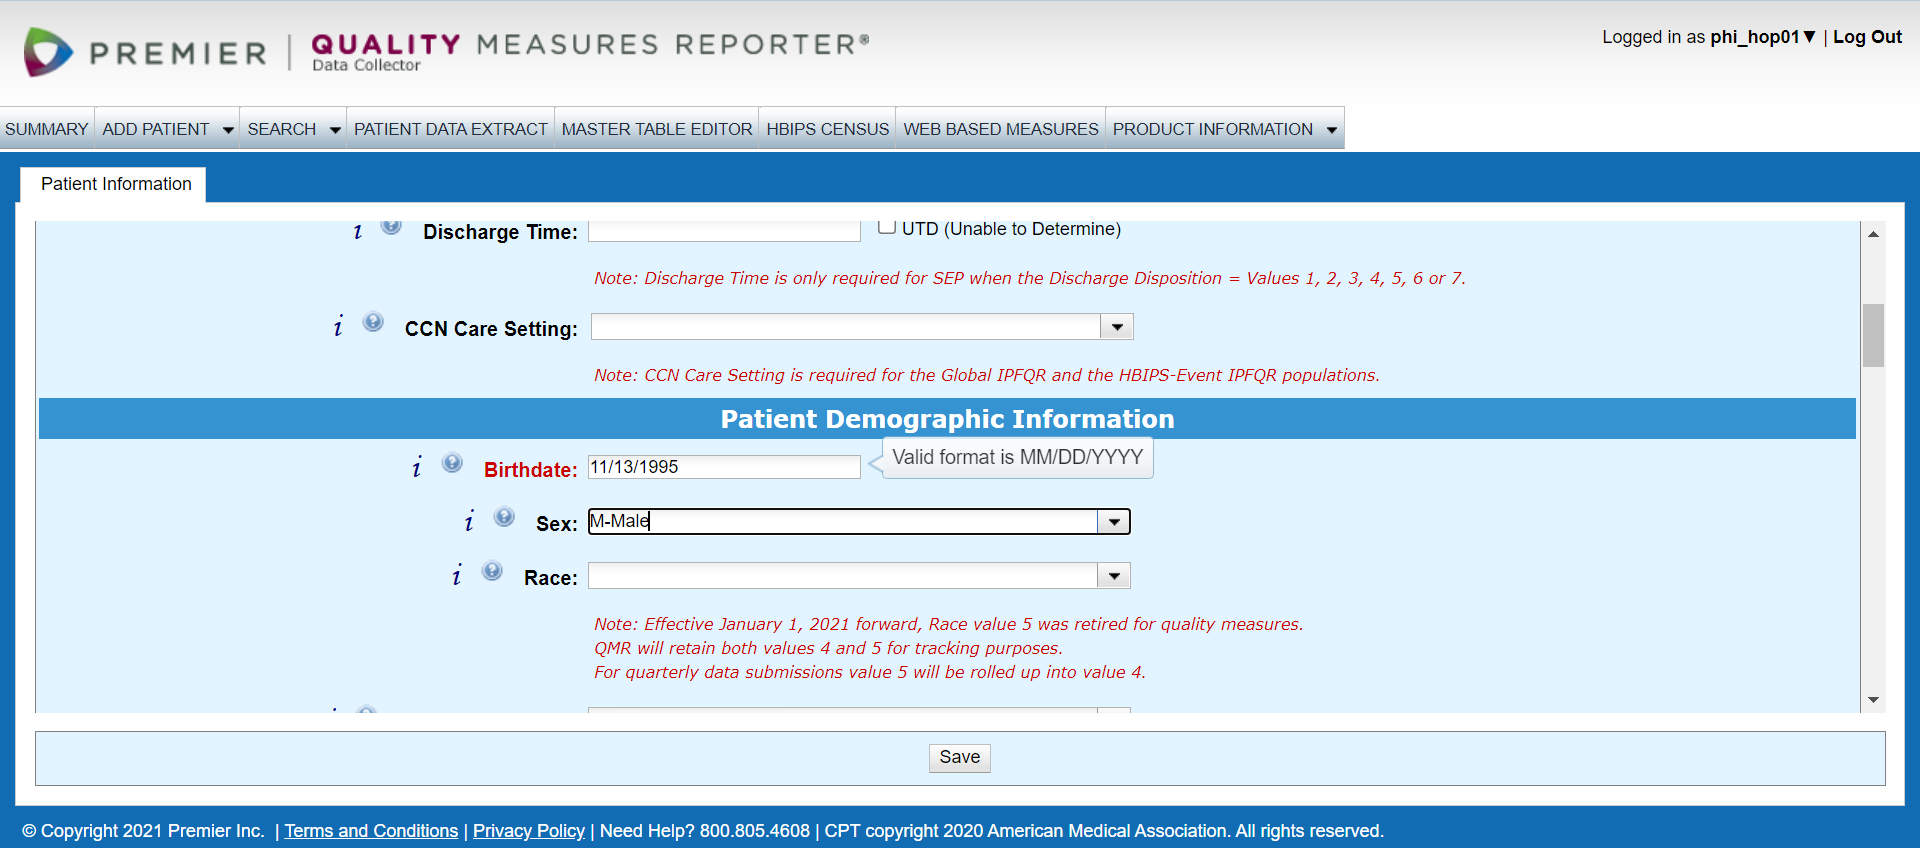 PREMIER | QUALITY MEASURES REPORTER®
Data Collector
Logged in as phi_hop01▼ | Log Out
SUMMARY ADD PATIENT SEARCH PATIENT DATA EXTRACT MASTER TABLE EDITOR HBIPS CENSUS WEB BASED MEASURES PRODUCT INFORMATION
Patient Information
i ? Discharge Time: UTD (Unable to Determine)
Note: Discharge Time is only required for SEP when the Discharge Disposition = Values 1, 2, 3, 4, 5, 6 or 7.
i ? CCN Care Setting:
Note: CCN Care Setting is required for the Global IPFQR and the HBIPS-Event IPFQR populations.
Patient Demographic Information
i ? Birthdate: 11/13/1995 Valid format is MM/DD/YYYY
i ? Sex: M-Male
i ? Race:
Note: Effective January 1, 2021 forward, Race value 5 was retired for quality measures.
QMR will retain both values 4 and 5 for tracking purposes.
For quarterly data submissions value 5 will be rolled up into value 4.
Save
© Copyright 2021 Premier Inc. | Terms and Conditions | Privacy Policy | Need Help? 800.805.4608 | CPT copyright 2020 American Medical Association. All rights reserved.